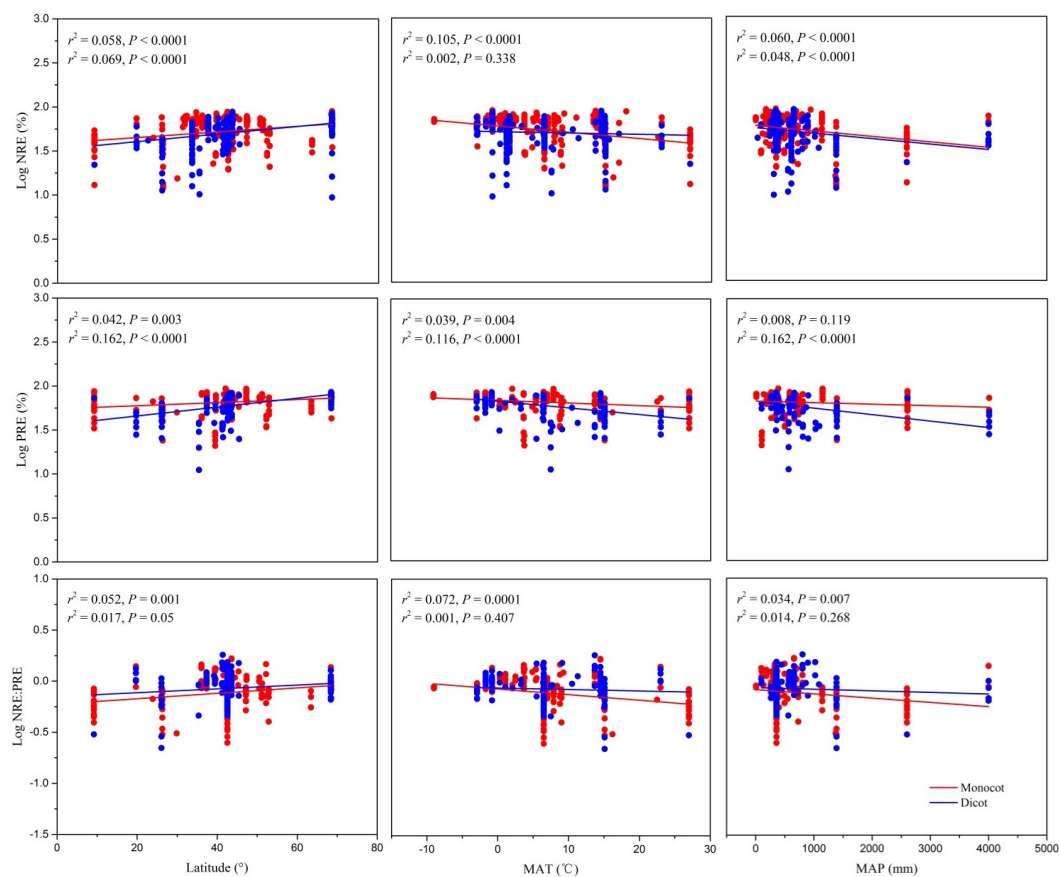 3.0
2.5
2.0
1.5
1.0
0.5
0.0
Log NRE (%)
r² = 0.058, P < 0.0001
r² = 0.069, P < 0.0001
r² = 0.105, P < 0.0001
r² = 0.002, P = 0.338
r² = 0.060, P < 0.0001
r² = 0.048, P < 0.0001
3.0
2.5
2.0
1.5
1.0
0.5
0.0
Log PRE (%)
r² = 0.042, P = 0.003
r² = 0.162, P < 0.0001
r² = 0.039, P = 0.004
r² = 0.116, P < 0.0001
r² = 0.008, P = 0.119
r² = 0.162, P < 0.0001
1.0
0.5
0.0
-0.5
-1.0
-1.5
Log NRE:PRE
r² = 0.052, P = 0.001
r² = 0.017, P = 0.05
r² = 0.072, P = 0.0001
r² = 0.001, P = 0.407
r² = 0.034, P = 0.007
r² = 0.014, P = 0.268
Monocot
Dicot
0 20 40 60 80
Latitude (°)
-10 0 10 20 30
MAT (℃)
0 1000 2000 3000 4000 5000
MAP (mm)